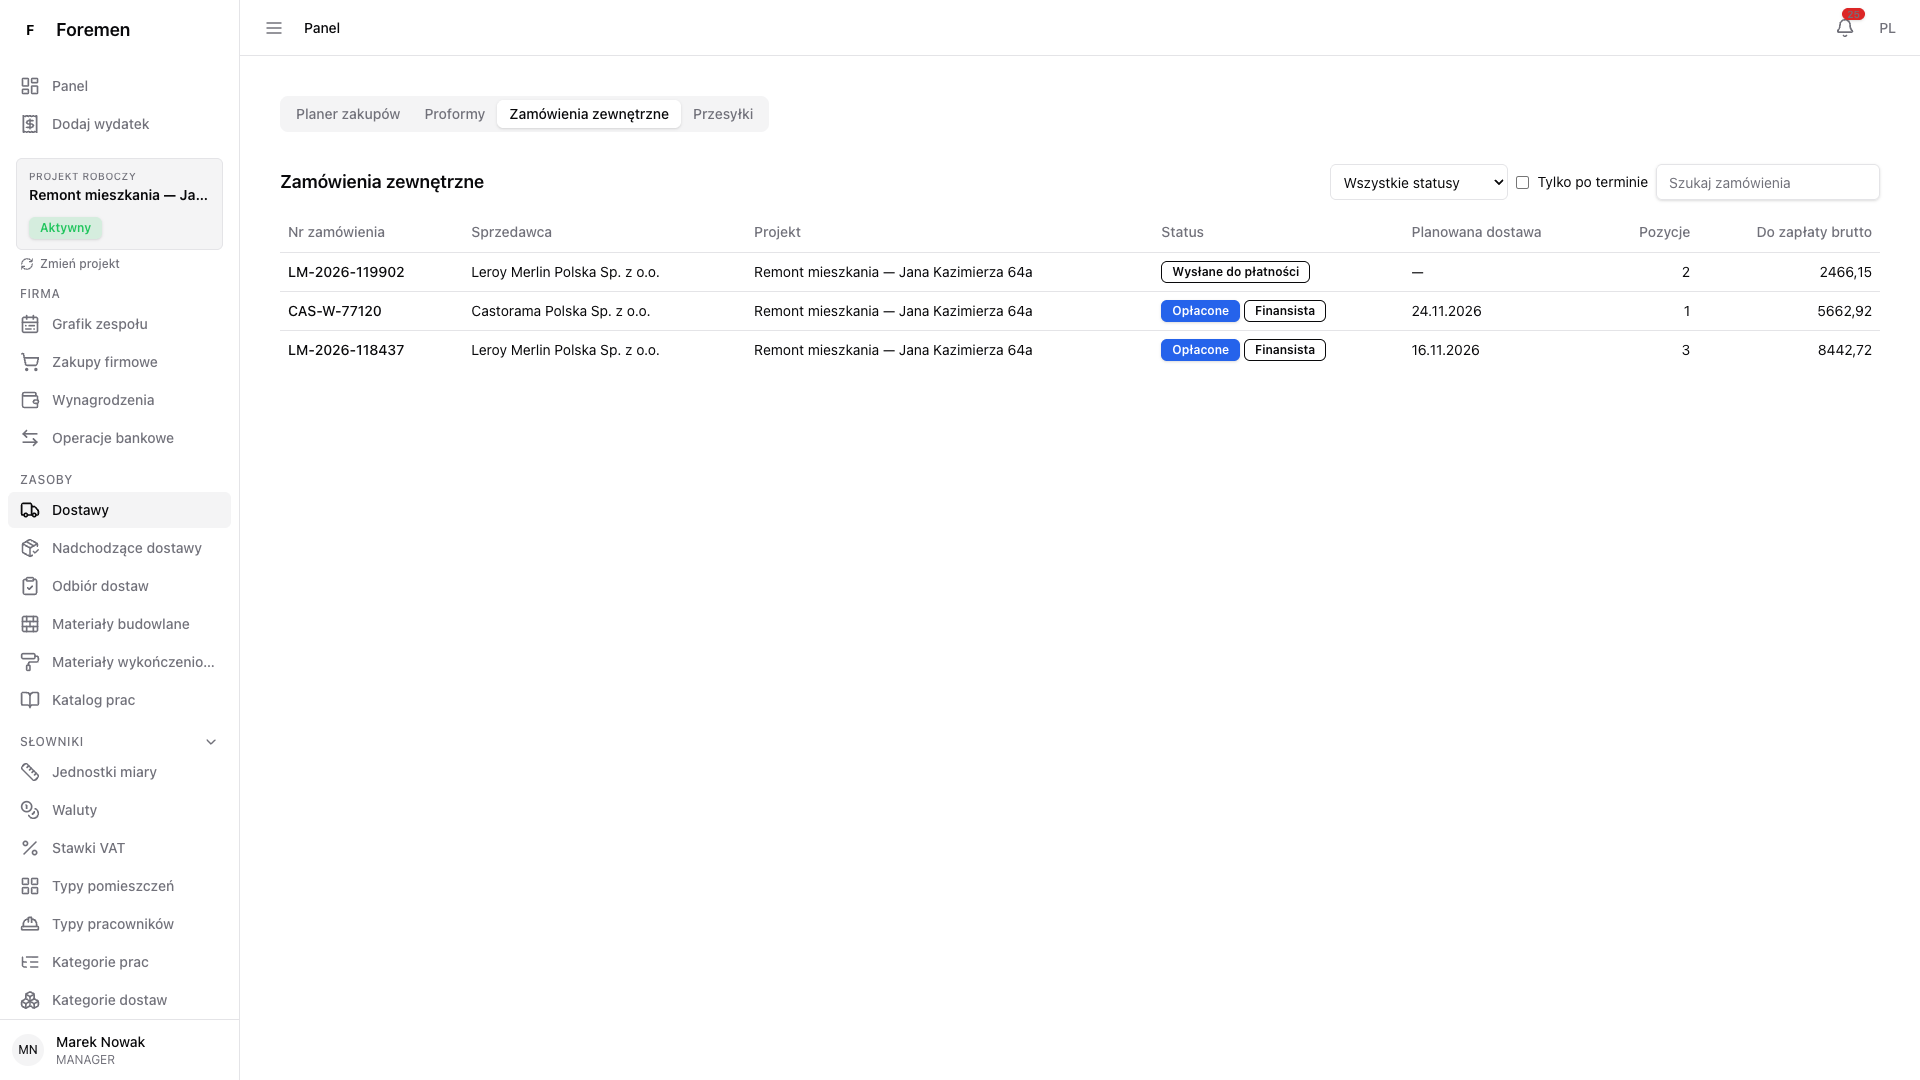 F Foremen
Panel
PL
Panel
Dodaj wydatek
PROJEKT ROBOCZY
Remont mieszkania — Ja...
Aktywny
Zmień projekt
FIRMA
Grafik zespołu
Zakupy firmowe
Wynagrodzenia
Operacje bankowe
ZASOBY
Dostawy
Nadchodzące dostawy
Odbiór dostaw
Materiały budowlane
Materiały wykończenio...
Katalog prac
SŁOWNIKI
Jednostki miary
Waluty
Stawki VAT
Typy pomieszczeń
Typy pracowników
Kategorie prac
Kategorie dostaw
MN Marek Nowak
MANAGER
Planer zakupów Proformy Zamówienia zewnętrzne Przesyłki
Zamówienia zewnętrzne Wszystkie statusy Tylko po terminie Szukaj zamówienia
Nr zamówienia Sprzedawca Projekt Status Planowana dostawa Pozycje Do zapłaty brutto
LM-2026-119902 Leroy Merlin Polska Sp. z o.o. Remont mieszkania — Jana Kazimierza 64a Wysłane do płatności — 2 2466,15
CAS-W-77120 Castorama Polska Sp. z o.o. Remont mieszkania — Jana Kazimierza 64a Opłacone Finansista 24.11.2026 1 5662,92
LM-2026-118437 Leroy Merlin Polska Sp. z o.o. Remont mieszkania — Jana Kazimierza 64a Opłacone Finansista 16.11.2026 3 8442,72